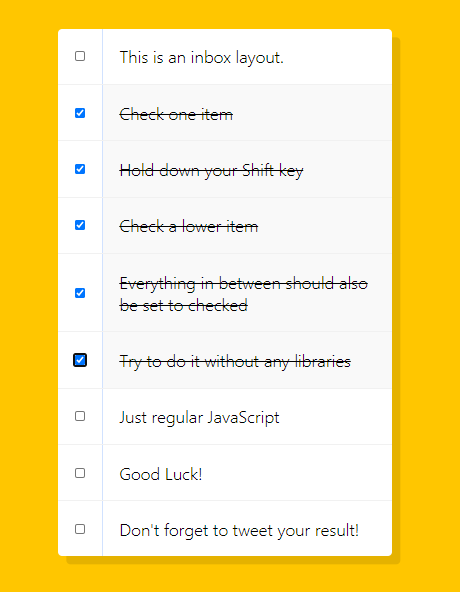 This is an inbox layout.
Check one item
Hold down your Shift key
Check a lower item
Everything in between should also
be set to checked
Try to do it without any libraries
Just regular JavaScript
Good Luck!
Don't forget to tweet your result!